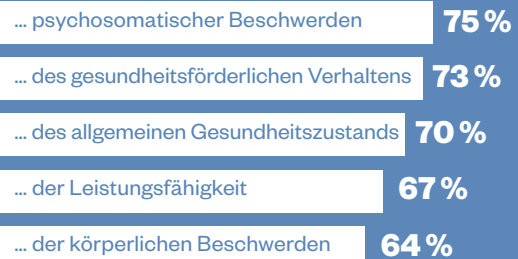 ... psychosomatischer Beschwerden 75 %
... des gesundheitsförderlichen Verhaltens 73 %
... des allgemeinen Gesundheitszustands 70 %
... der Leistungsfähigkeit 67 %
... der körperlichen Beschwerden 64 %